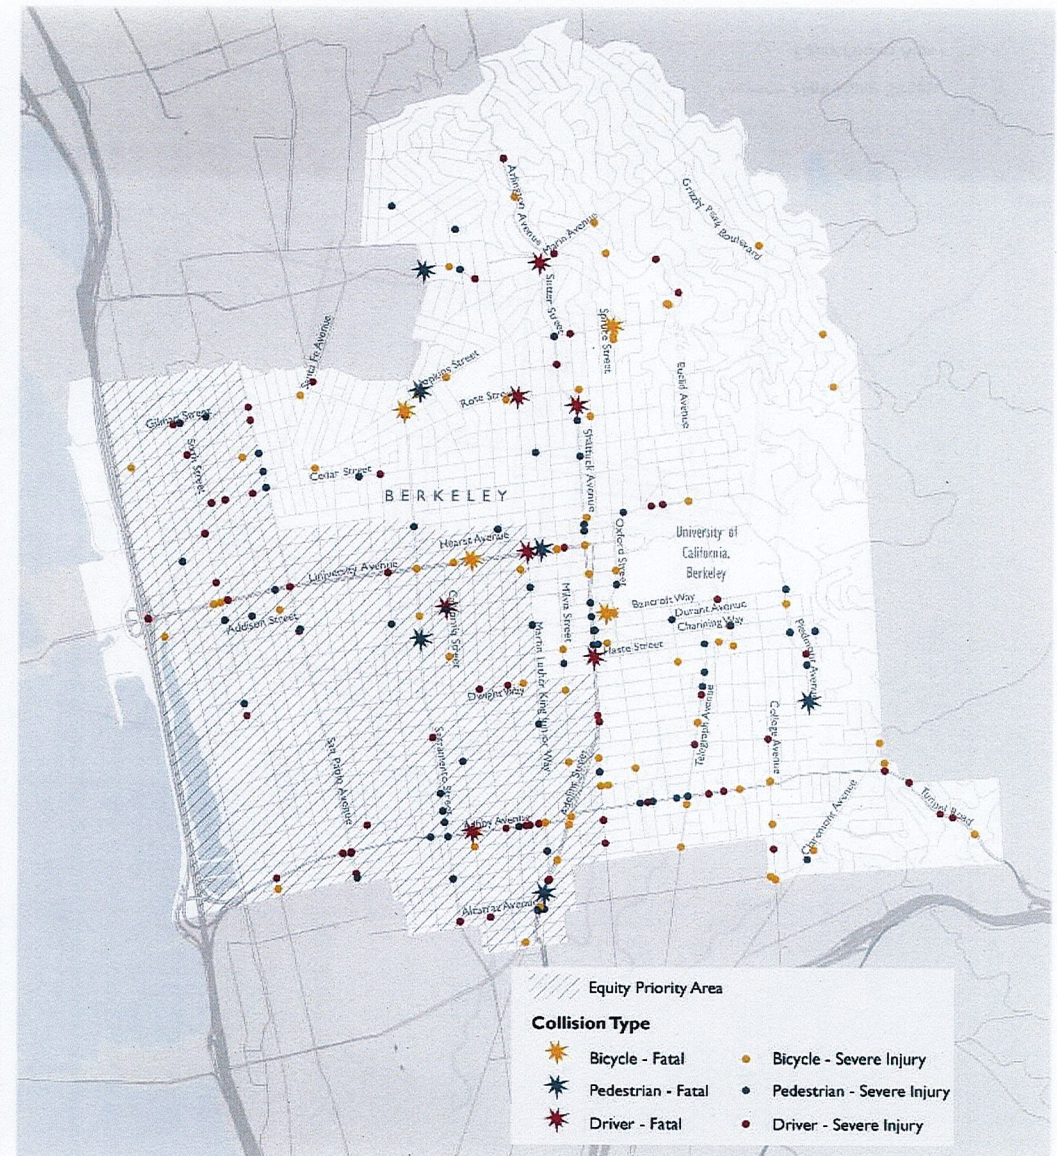 Arlington Avenue
Marin Avenue
Grizzly Peak Boulevard
Sutter Street
Spruce Street
Santa Fe Avenue
Hopkins Street
Euclid Avenue
Rose Street
Gilman Street
Sixth Street
Shattuck Avenue
Cedar Street
BERKELEY
Oxford Street
University of
California,
Berkeley
Hearst Avenue
University Avenue
California Street
Milvia Street
Bancroft Way
Durant Avenue
Channing Way
Addison Street
Martin Luther King Junior Way
Haste Street
Piedmont Avenue
Dwight Way
Telegraph Avenue
College Avenue
San Pablo Avenue
Sacramento Street
Adeline Street
Ashby Avenue
Claremont Avenue
Tunnel Road
Alcatraz Avenue
Equity Priority Area
Collision Type
Bicycle - Fatal
Bicycle - Severe Injury
Pedestrian - Fatal
Pedestrian - Severe Injury
Driver - Fatal
Driver - Severe Injury